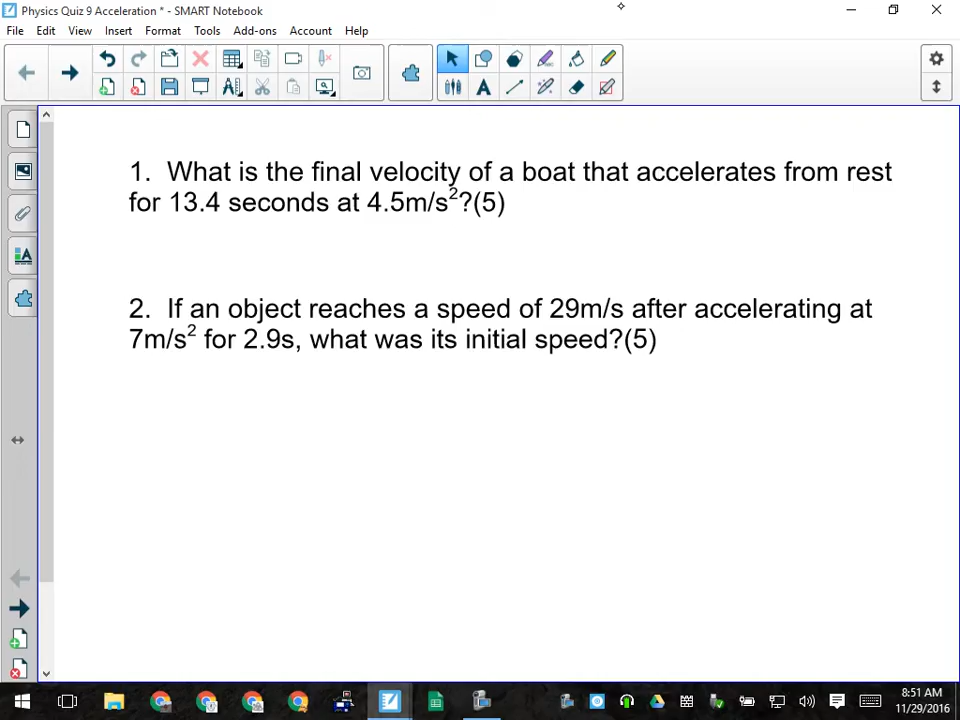 Physics Quiz 9 Acceleration * - SMART Notebook
File Edit View Insert Format Tools Add-ons Account Help
1. What is the final velocity of a boat that accelerates from rest
for 13.4 seconds at 4.5m/s²?(5)
2. If an object reaches a speed of 29m/s after accelerating at
7m/s² for 2.9s, what was its initial speed?(5)
8:51 AM
11/29/2016